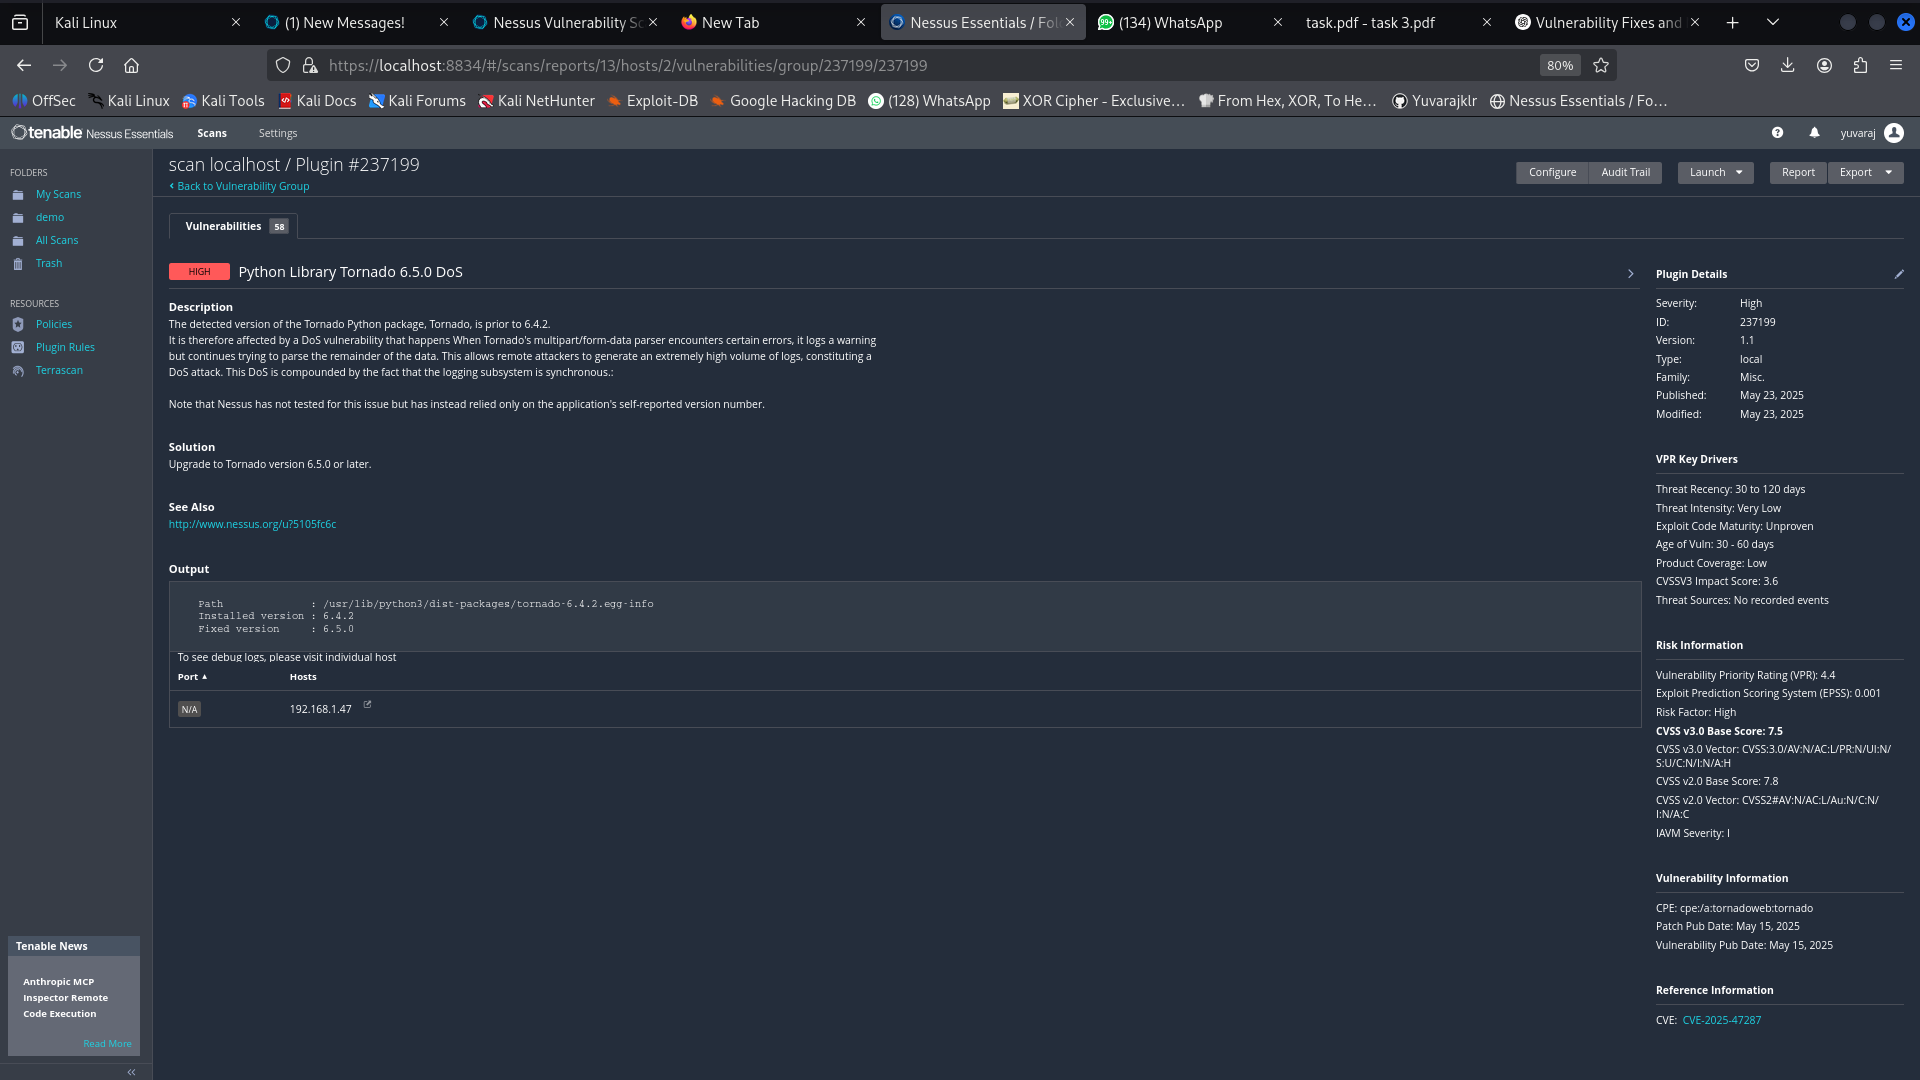 Kali Linux
(1) New Messages!
Nessus Vulnerability Sc
New Tab
Nessus Essentials / Fol
99+
(134) WhatsApp
task.pdf - task 3.pdf
Vulnerability Fixes and
https://localhost:8834/#/scans/reports/13/hosts/2/vulnerabilities/group/237199/237199
80%
OffSec
Kali Linux
Kali Tools
Kali Docs
Kali Forums
Kali NetHunter
Exploit-DB
Google Hacking DB
(128) WhatsApp
XOR Cipher - Exclusive…
From Hex, XOR, To He…
Yuvarajklr
Nessus Essentials / Fo…
tenable Nessus Essentials
Scans
Settings
yuvaraj
FOLDERS
My Scans
demo
All Scans
Trash
RESOURCES
Policies
Plugin Rules
Terrascan
scan localhost / Plugin #237199
Back to Vulnerability Group
Configure
Audit Trail
Launch
Report
Export
Vulnerabilities 58
HIGH
Python Library Tornado 6.5.0 DoS
Description
The detected version of the Tornado Python package, Tornado, is prior to 6.4.2.
It is therefore affected by a DoS vulnerability that happens When Tornado's multipart/form-data parser encounters certain errors, it logs a warning
but continues trying to parse the remainder of the data. This allows remote attackers to generate an extremely high volume of logs, constituting a
DoS attack. This DoS is compounded by the fact that the logging subsystem is synchronous.:
Note that Nessus has not tested for this issue but has instead relied only on the application's self-reported version number.
Solution
Upgrade to Tornado version 6.5.0 or later.
See Also
http://www.nessus.org/u?5105fc6c
Output
Path : /usr/lib/python3/dist-packages/tornado-6.4.2.egg-info
Installed version : 6.4.2
Fixed version : 6.5.0
To see debug logs, please visit individual host
Port Hosts
N/A 192.168.1.47
Plugin Details
Severity: High
ID: 237199
Version: 1.1
Type: local
Family: Misc.
Published: May 23, 2025
Modified: May 23, 2025
VPR Key Drivers
Threat Recency: 30 to 120 days
Threat Intensity: Very Low
Exploit Code Maturity: Unproven
Age of Vuln: 30 - 60 days
Product Coverage: Low
CVSSV3 Impact Score: 3.6
Threat Sources: No recorded events
Risk Information
Vulnerability Priority Rating (VPR): 4.4
Exploit Prediction Scoring System (EPSS): 0.001
Risk Factor: High
CVSS v3.0 Base Score: 7.5
CVSS v3.0 Vector: CVSS:3.0/AV:N/AC:L/PR:N/UI:N/
S:U/C:N/I:N/A:H
CVSS v2.0 Base Score: 7.8
CVSS v2.0 Vector: CVSS2#AV:N/AC:L/Au:N/C:N/
I:N/A:C
IAVM Severity: I
Vulnerability Information
CPE: cpe:/a:tornadoweb:tornado
Patch Pub Date: May 15, 2025
Vulnerability Pub Date: May 15, 2025
Reference Information
CVE: CVE-2025-47287
Tenable News
Anthropic MCP
Inspector Remote
Code Execution
Read More